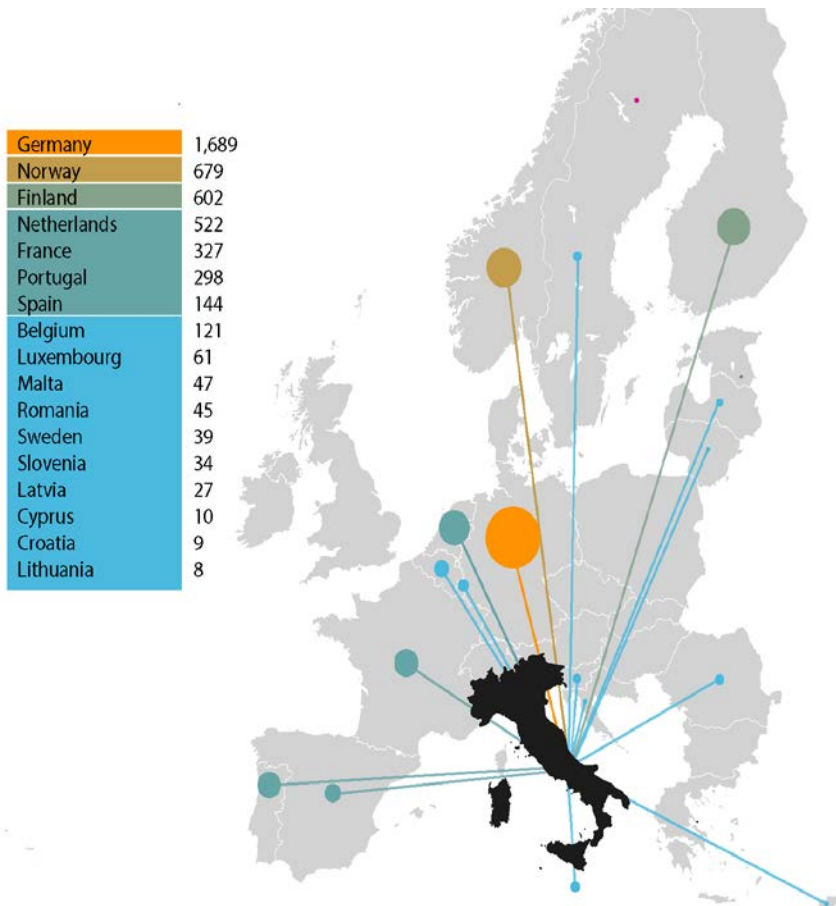 Germany 1,689
Norway 679
Finland 602
Netherlands 522
France 327
Portugal 298
Spain 144
Belgium 121
Luxembourg 61
Malta 47
Romania 45
Sweden 39
Slovenia 34
Latvia 27
Cyprus 10
Croatia 9
Lithuania 8